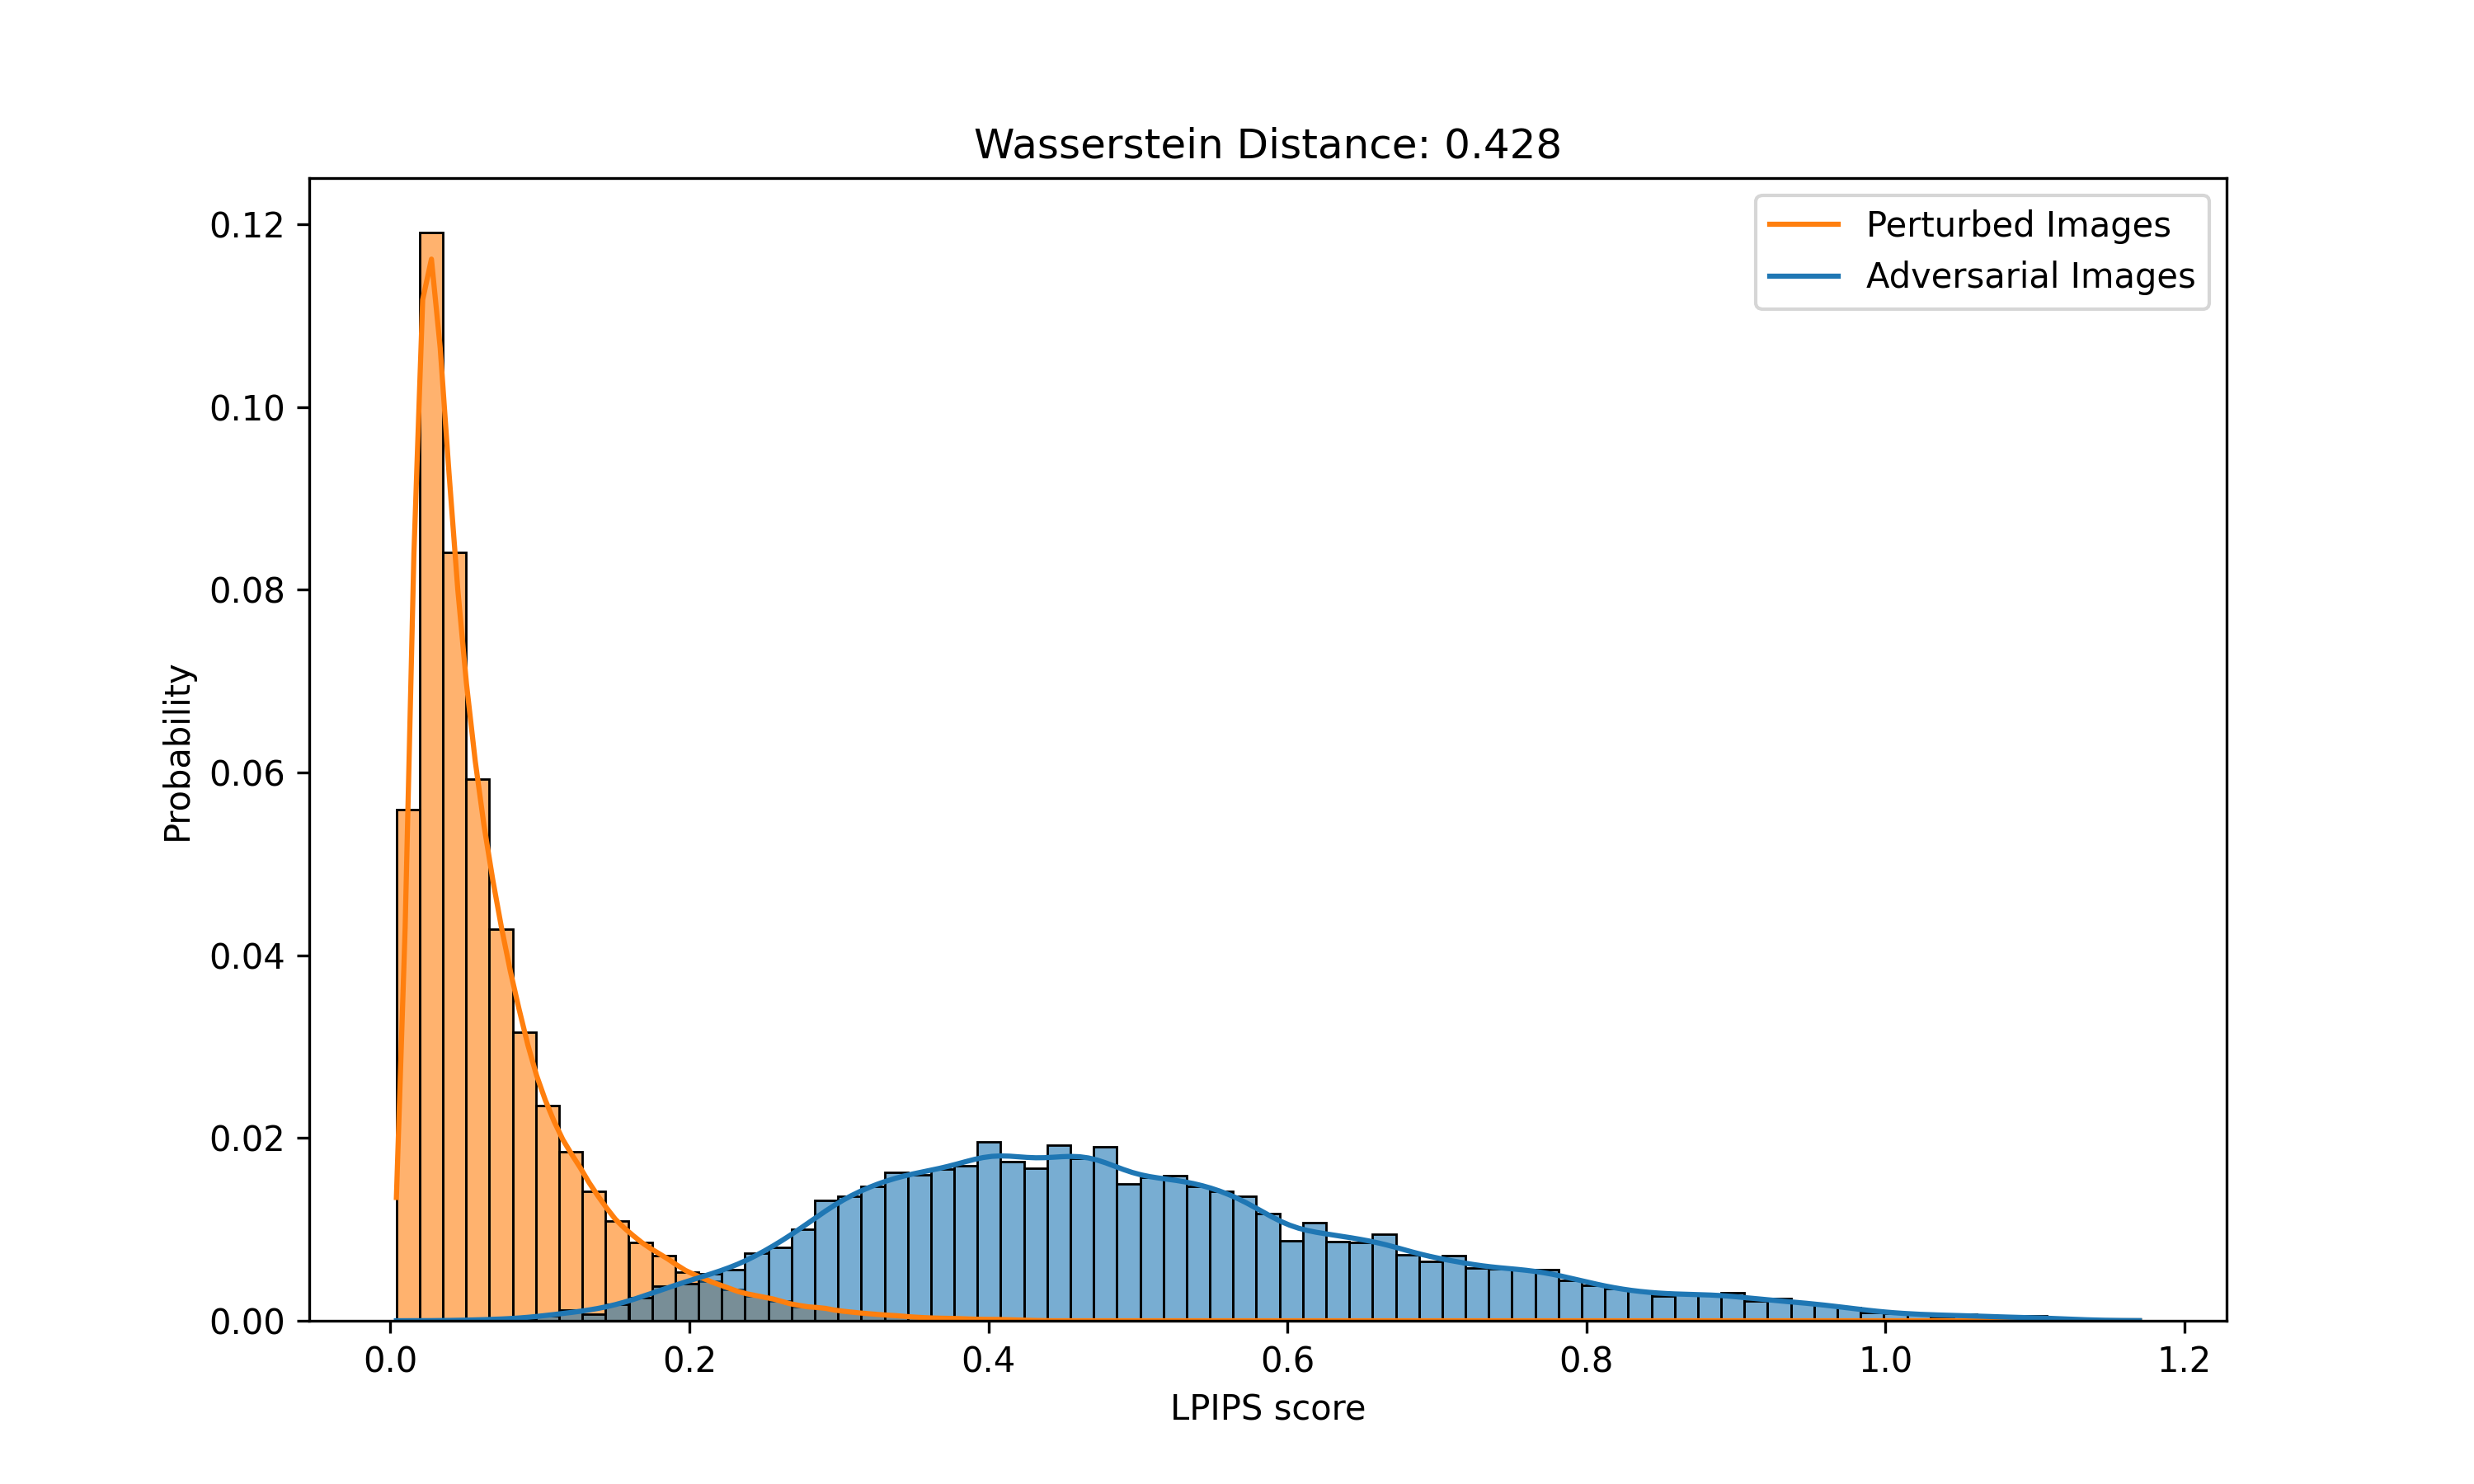 Wasserstein Distance: 0.428
Perturbed Images
Adversarial Images
0.12
0.10
0.08
0.06
0.04
0.02
0.00
Probability
0.0 0.2 0.4 0.6 0.8 1.0 1.2
LPIPS score